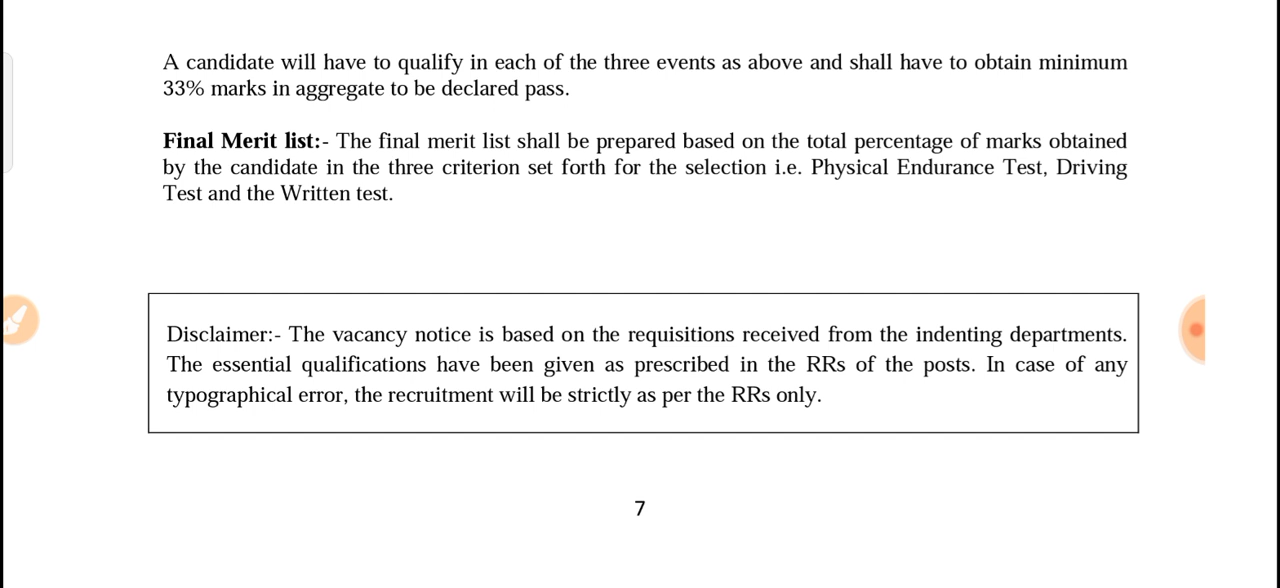 A candidate will have to qualify in each of the three events as above and shall have to obtain minimum
33% marks in aggregate to be declared pass.
Final Merit list:- The final merit list shall be prepared based on the total percentage of marks obtained
by the candidate in the three criterion set forth for the selection i.e. Physical Endurance Test, Driving
Test and the Written test.
Disclaimer:- The vacancy notice is based on the requisitions received from the indenting departments.
The essential qualifications have been given as prescribed in the RRs of the posts. In case of any
typographical error, the recruitment will be strictly as per the RRs only.
7